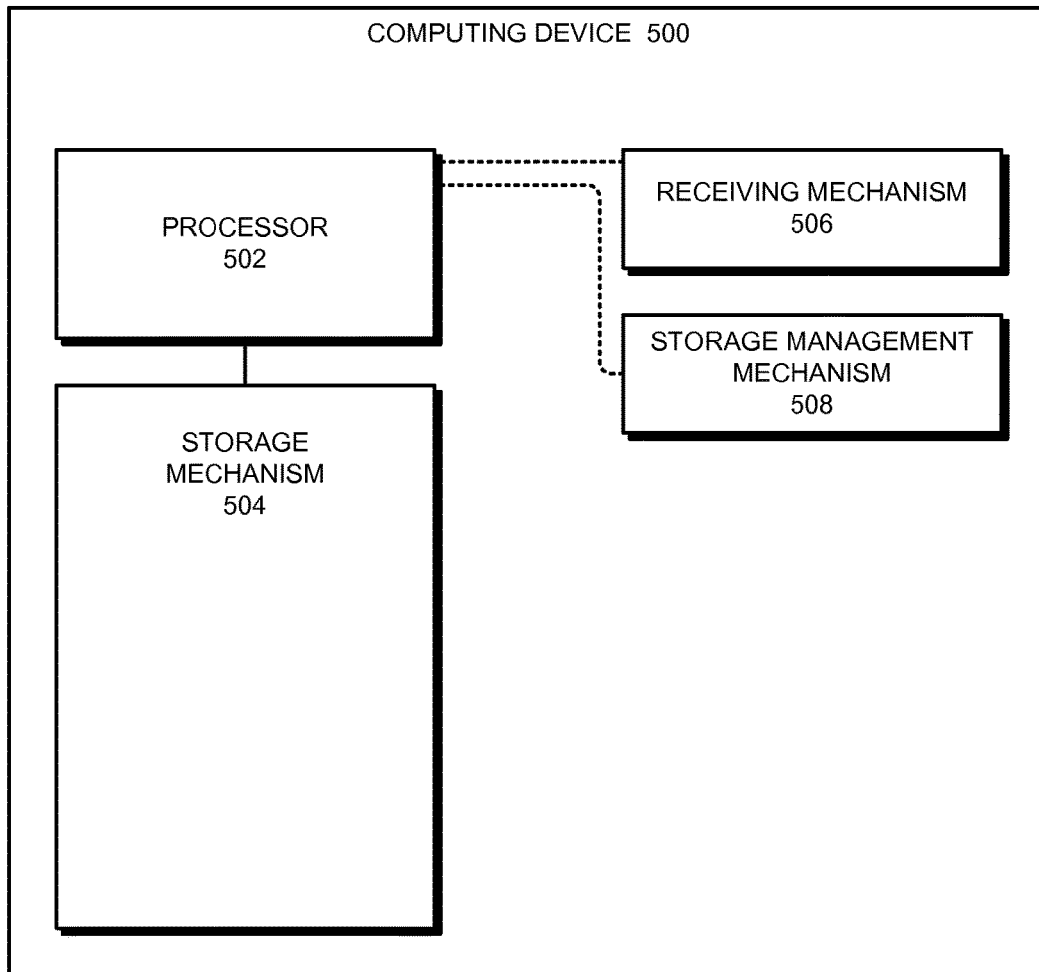 COMPUTING DEVICE 500
PROCESSOR
502
RECEIVING MECHANISM
506
STORAGE MANAGEMENT
MECHANISM
508
STORAGE
MECHANISM
504